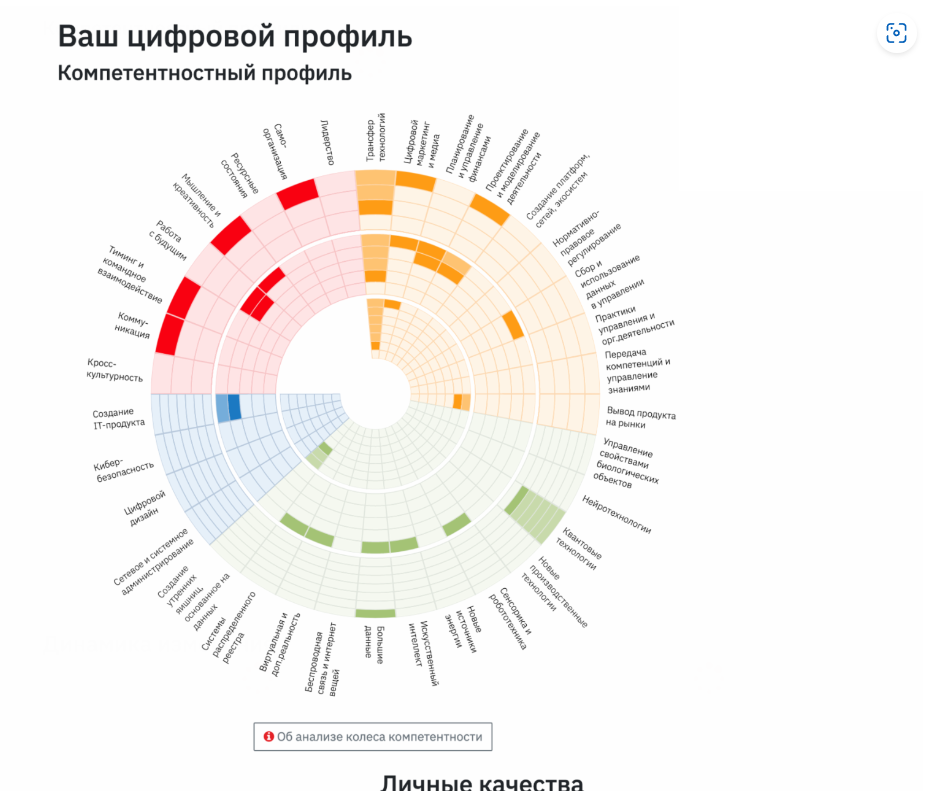 Ваш цифровой профиль
Компетентностный профиль
Трансфер
технологий
Цифровой
маркетинг
и медиа
Планирование
и управление
финансами
Проектирование
и моделирование
деятельности
Создание платформ,
сетей, экосистем
Нормативно-
правовое
регулирование
Сбор и
использование
данных
в управлении
Практики
управления и
орг.деятельности
Передача
компетенций и
управление
знаниями
Вывод продукта
на рынки
Управление
свойствами
биологических
объектов
Нейротехнологии
Квантовые
технологии
Новые
производственные
технологии
Сенсорика и
робототехника
Новые
источники
энергии
Искусственный
интеллект
Большие
данные
Беспроводная
связь и интернет
вещей
Виртуальная и
доп.реальность
Системы
распределенного
реестра
Создание
утренних
яишниц,
основанное на
данных
Сетевое и системное
администрирование
Цифровой
дизайн
Кибер-
безопасность
Создание
IT-продукта
Кросс-
культурность
Комму-
никация
Тиминг и
командное
взаимодействие
Работа
с будущим
Мышление и
креативность
Ресурсные
состояния
Само-
организация
Лидерство
Об анализе колеса компетентности
Личные качества